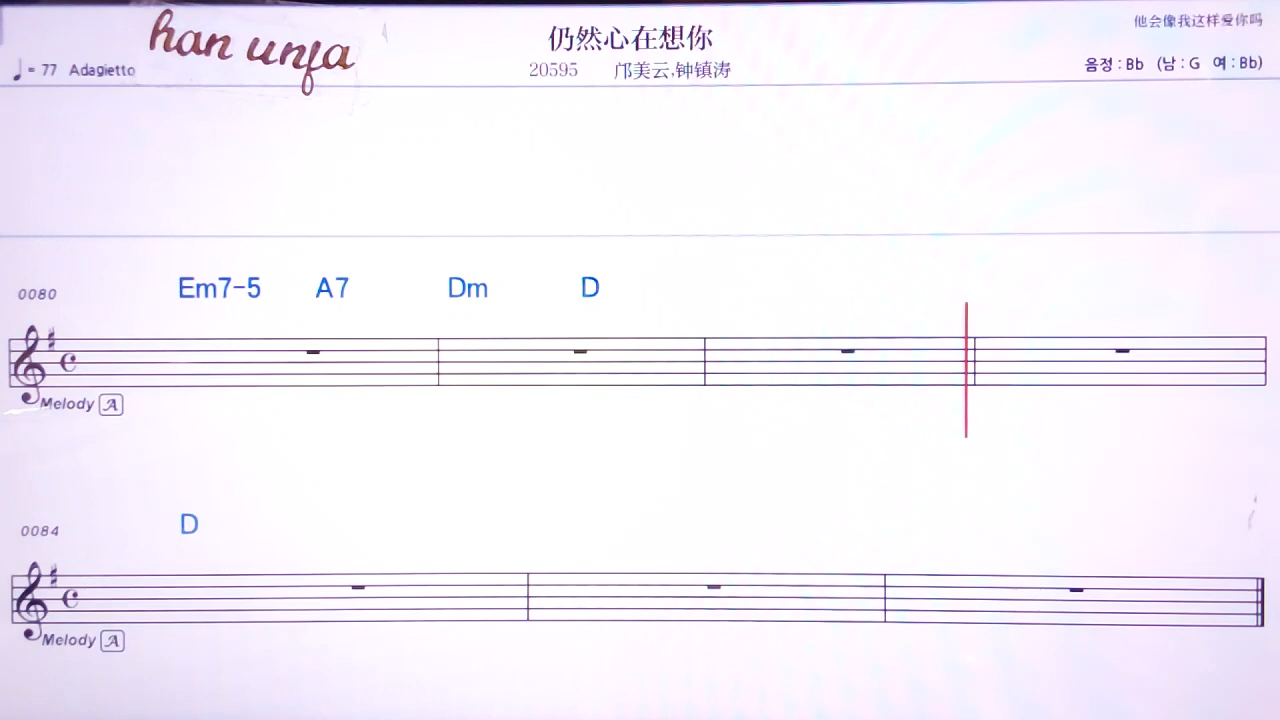 han unfa
仍然心在想你
他会像我这样爱你吗
♩= 77 Adagietto
20595 邝美云,钟镇涛
음정 : Bb (남 : G 여 : Bb)
0080
Em7-5 A7 Dm D
Melody A
0084
D
Melody A